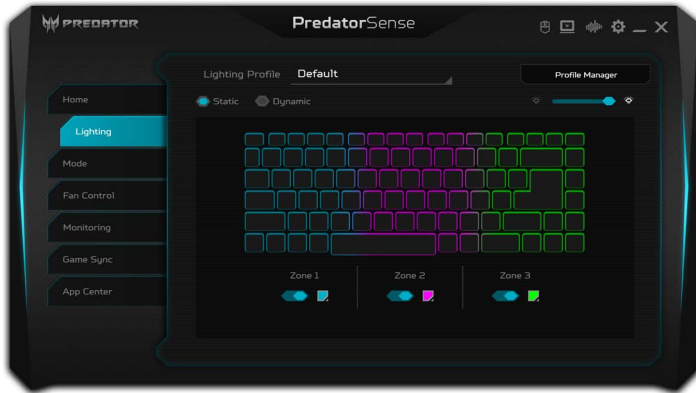 PREDATOR
PredatorSense
Lighting Profile Default
Profile Manager
Static Dynamic
Home
Lighting
Mode
Fan Control
Monitoring
Game Sync
App Center
Zone 1 Zone 2 Zone 3